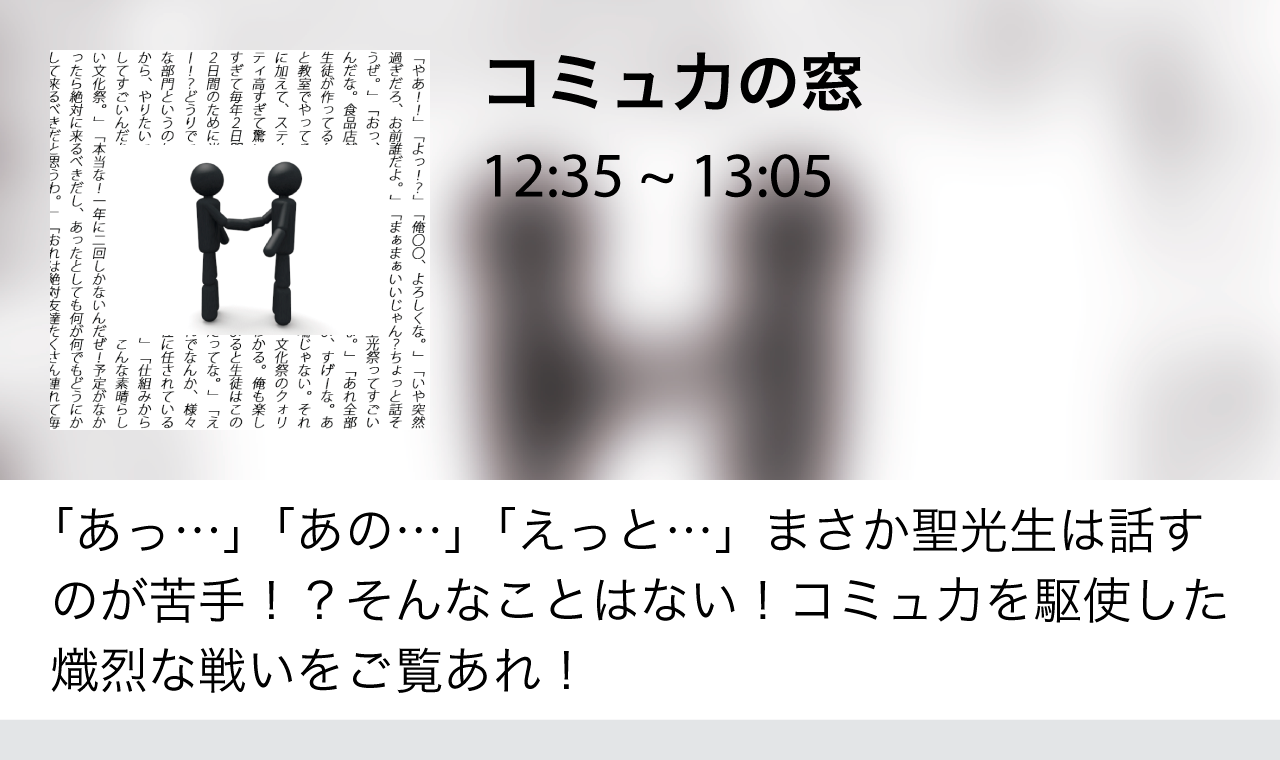 コミュ力の窓
12:35 ~ 13:05
「やあ！！」「よっ！？」「俺〇〇、よろしくな。」「いや突然
過ぎだろ、お前誰だよ。」「まぁまぁいいじゃん？ちょっと話そ
うぜ。」「おっ、
光祭ってすごい
んだな。食品店
。」「あれ全部
生徒が作ってる
、すげーな。あ
と教室でやって
じゃない。それ
に加えて、ステ
文化祭のクォリ
ティ高すぎて驚
かる。俺も楽し
すぎて毎年２日
ると生徒はこの
２日間のために
ってな。」「え
ー！？どうりで
でなんか、様々
な部門というの
に任されている
から、やりたい
」「仕組みから
してすごいんだ
こんな素晴らし
い文化祭。」「本当な！一年に二回しかないんだぜ！予定がなか
ったら絶対に来るべきだし、あったとしても何が何でもどうにか
して来るべきだと思うわ。」「おれは絶対友達たくさん連れて毎
「あっ…」「あの…」「えっと…」まさか聖光生は話す
のが苦手！？そんなことはない！コミュ力を駆使した
熾烈な戦いをご覧あれ！